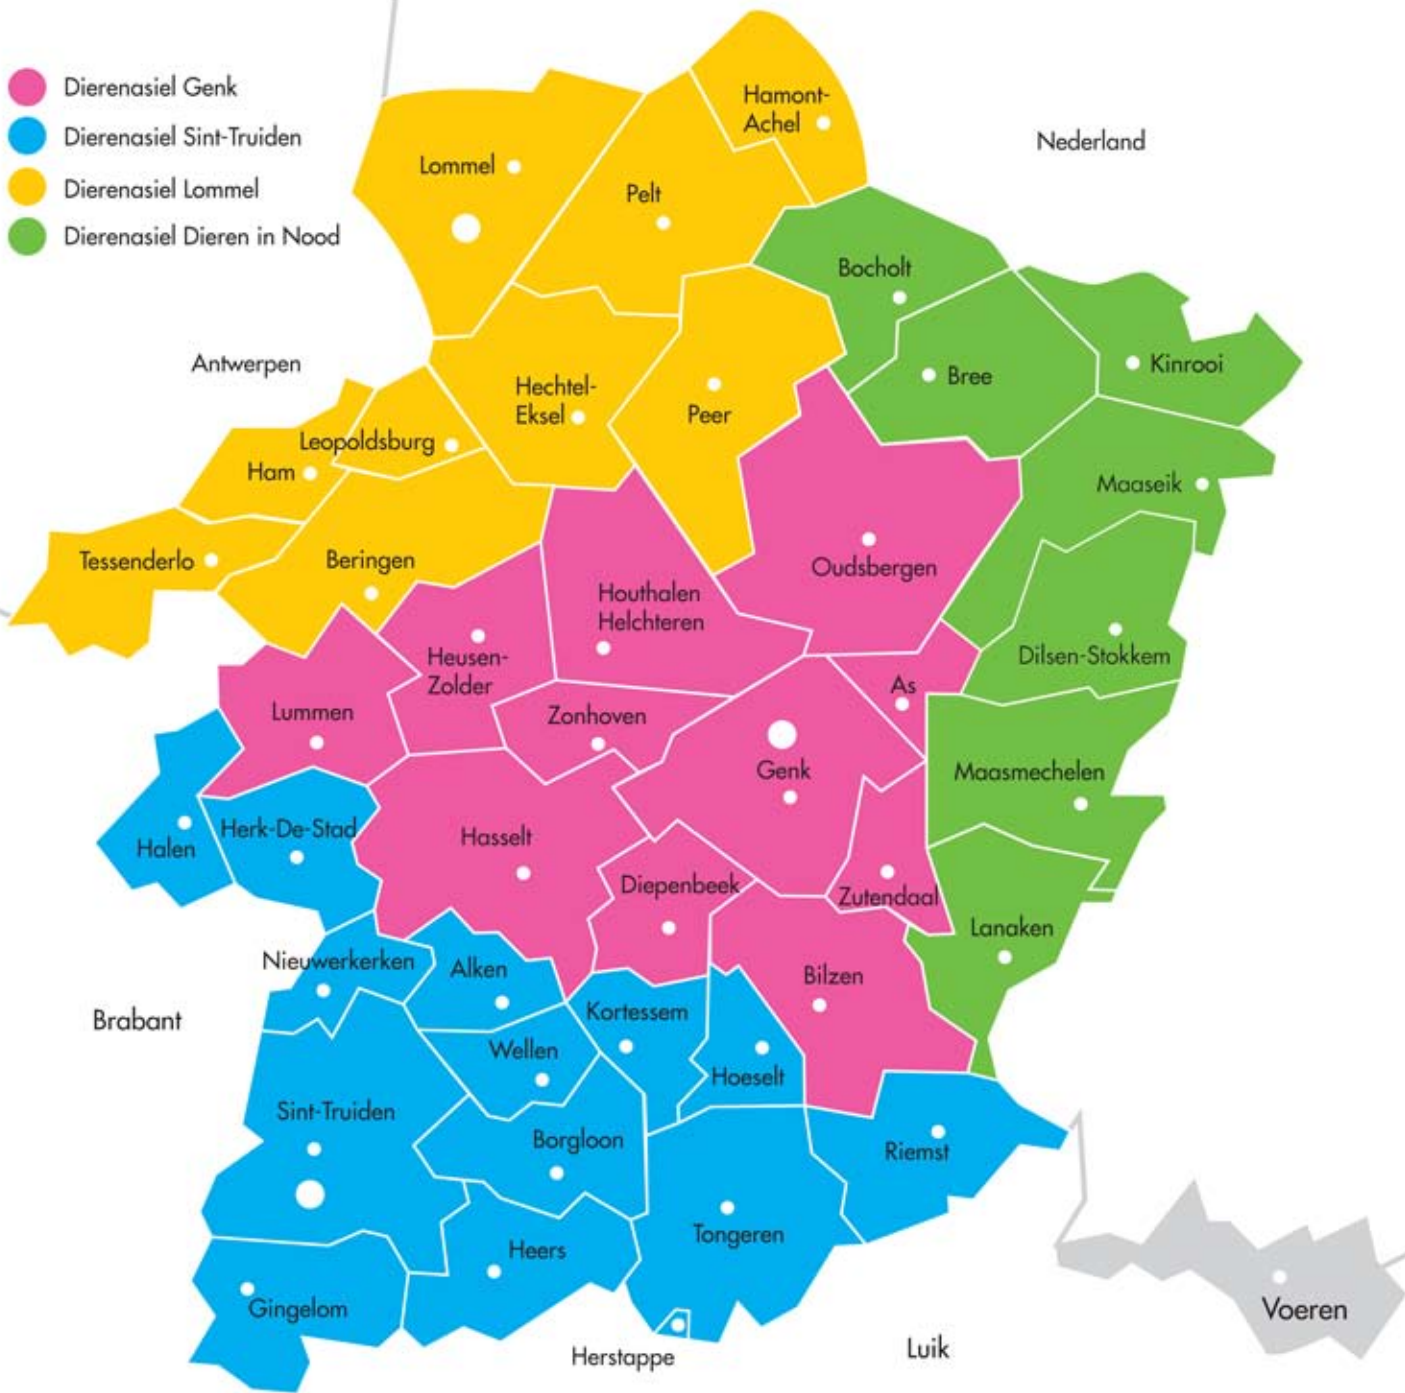 Dierenasiel Genk
Dierenasiel Sint-Truiden
Dierenasiel Lommel
Dierenasiel Dieren in Nood
Hamont-
Achel
Nederland
Lommel
Pelt
Bocholt
Antwerpen
Kinrooi
Bree
Hechtel-
Eksel
Peer
Leopoldsburg
Ham
Maaseik
Tessenderlo
Beringen
Oudsbergen
Houthalen
Helchteren
Heusen-
Zolder
Dilsen-Stokkem
As
Lummen
Zonhoven
Genk
Maasmechelen
Halen
Herk-De-Stad
Hasselt
Diepenbeek
Zutendaal
Lanaken
Nieuwerkerken
Alken
Bilzen
Brabant
Kortessem
Wellen
Hoeselt
Sint-Truiden
Borgloon
Riemst
Tongeren
Heers
Gingelom
Voeren
Herstappe
Luik